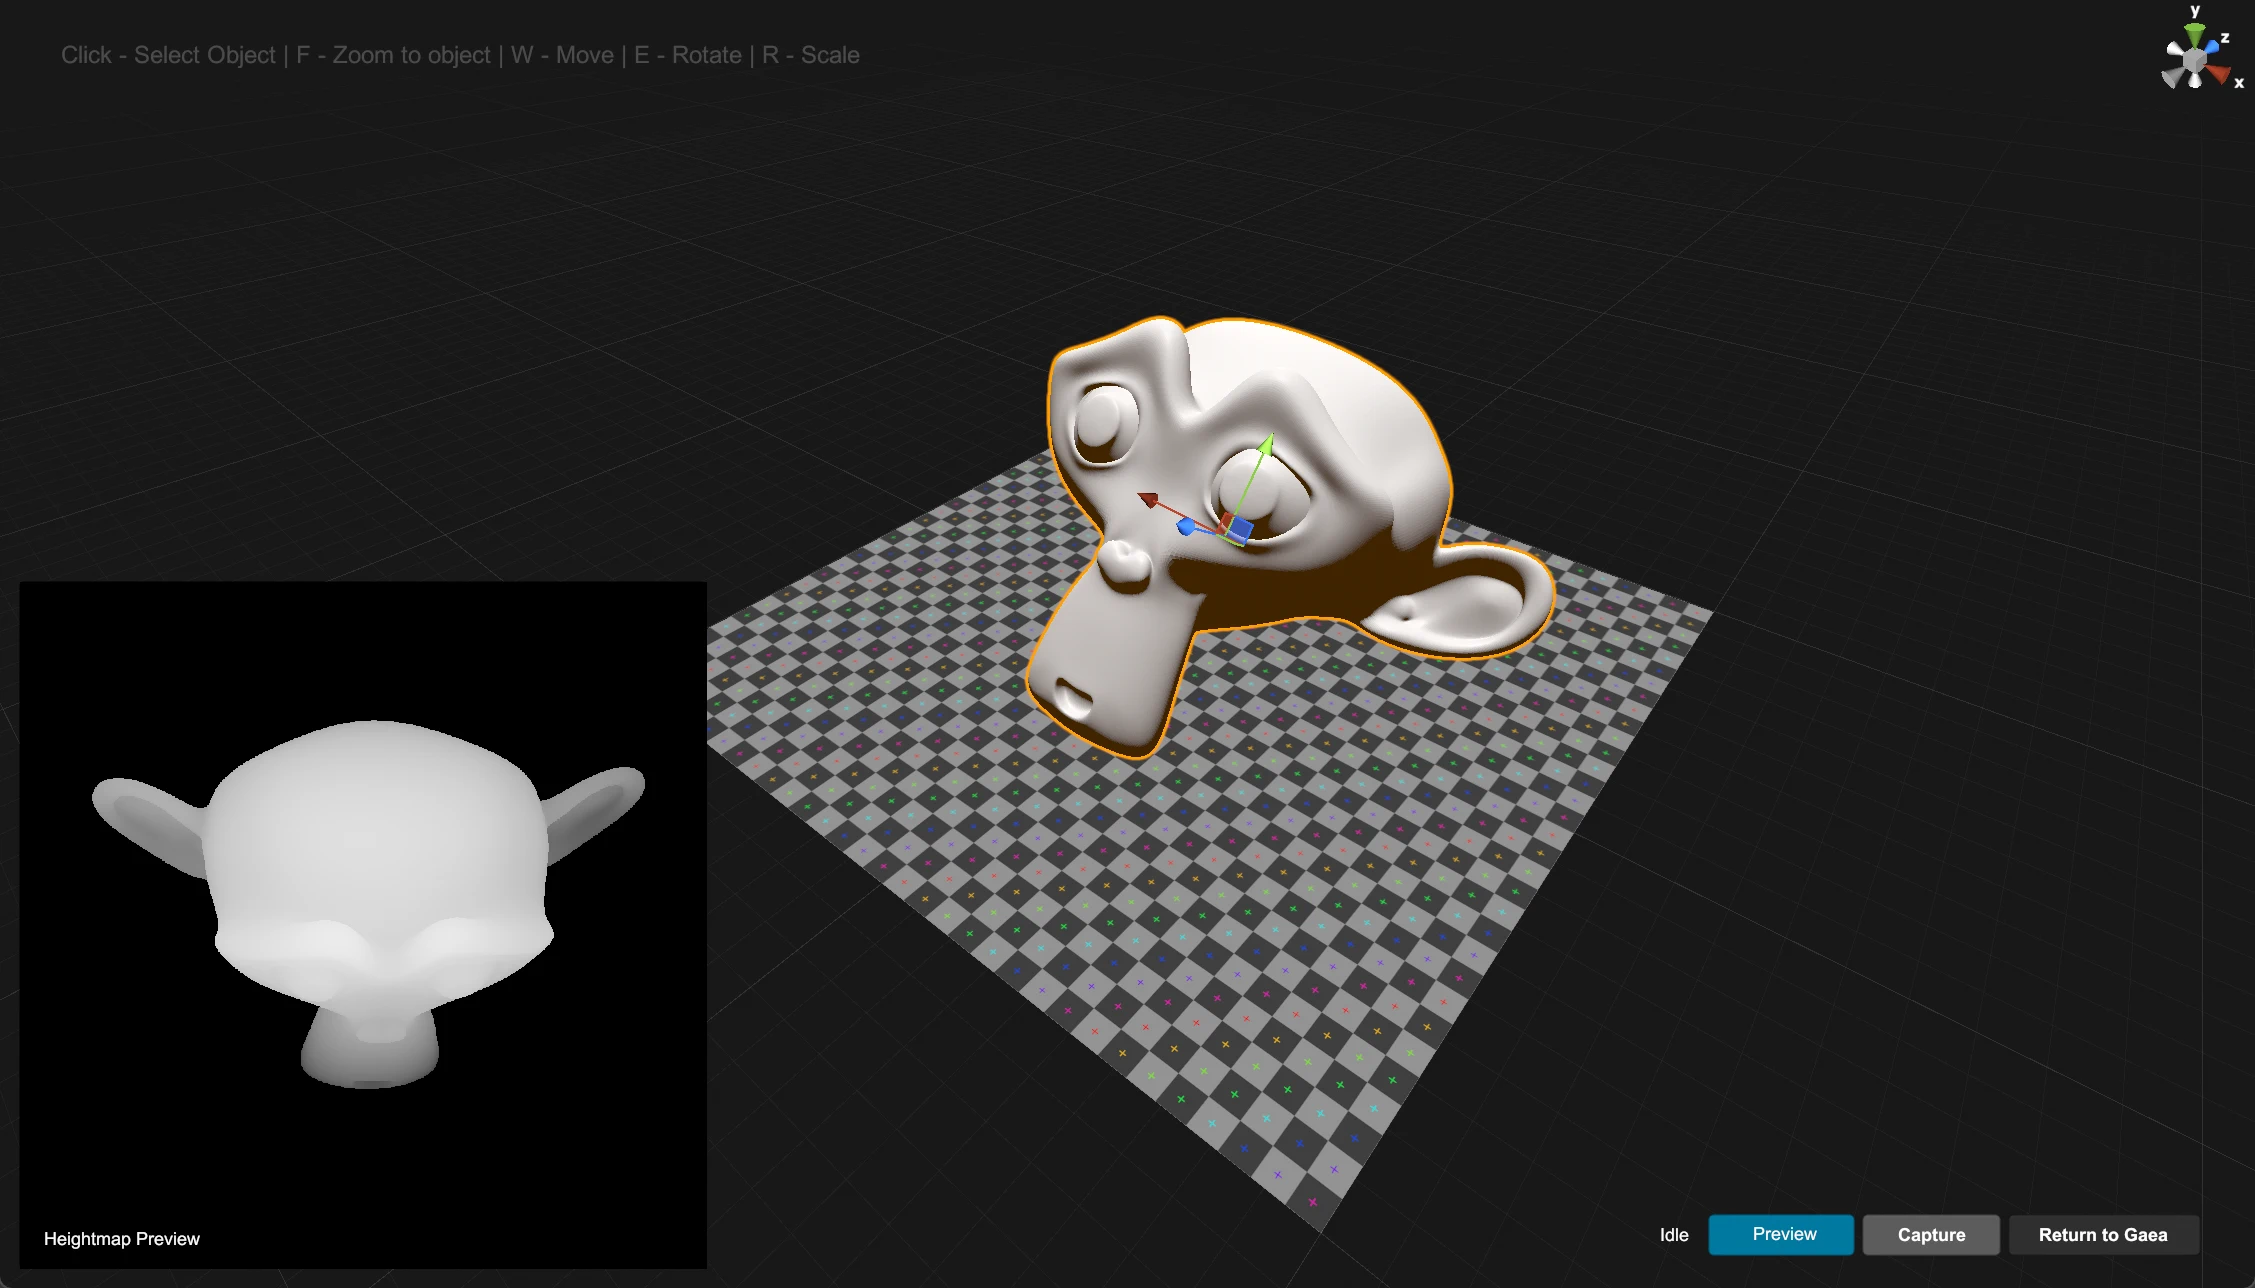 Click - Select Object | F - Zoom to object | W - Move | E - Rotate | R - Scale
y
z
x
Heightmap Preview
Idle
Preview
Capture
Return to Gaea